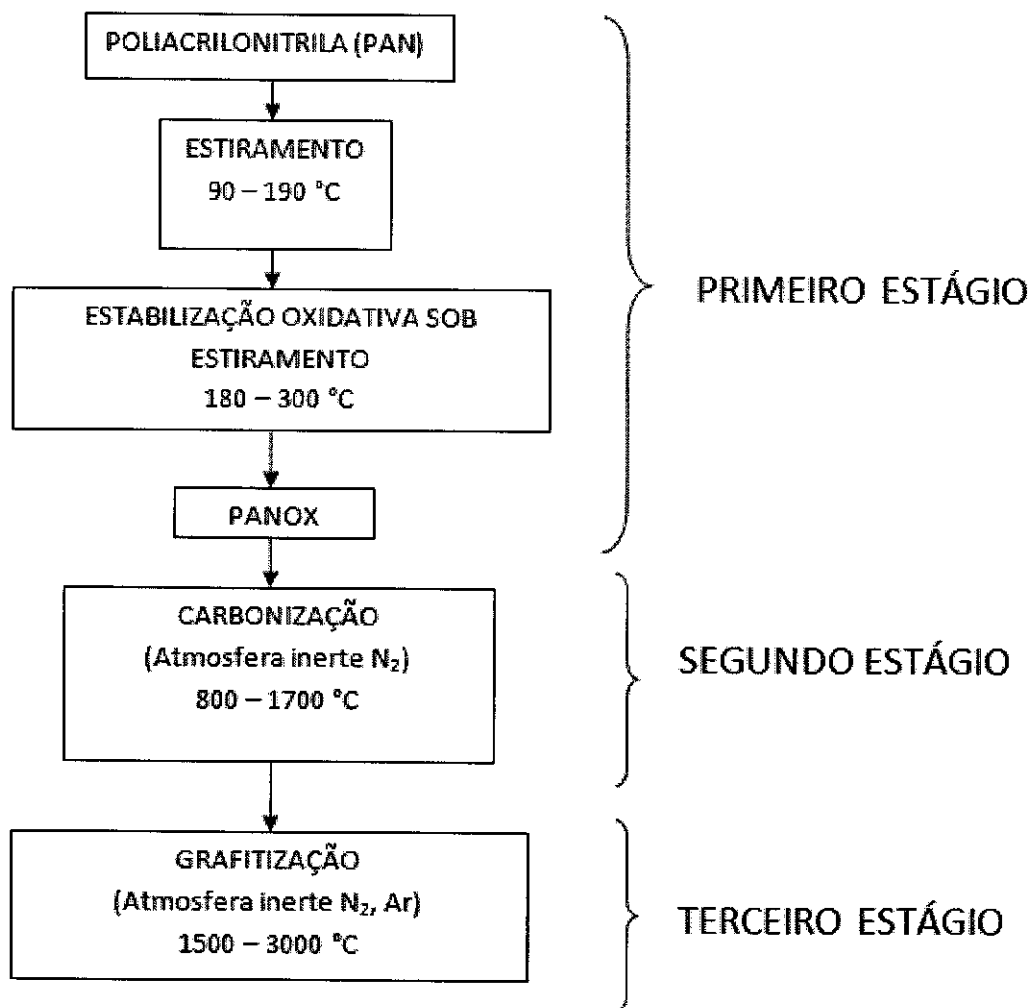 POLIACRILONITRILA (PAN)
ESTIRAMENTO
90 – 190 °C
ESTABILIZAÇÃO OXIDATIVA SOB
ESTIRAMENTO
180 – 300 °C
PANOX
PRIMEIRO ESTÁGIO
CARBONIZAÇÃO
(Atmosfera inerte N₂)
800 – 1700 °C
SEGUNDO ESTÁGIO
GRAFITIZAÇÃO
(Atmosfera inerte N₂, Ar)
1500 – 3000 °C
TERCEIRO ESTÁGIO